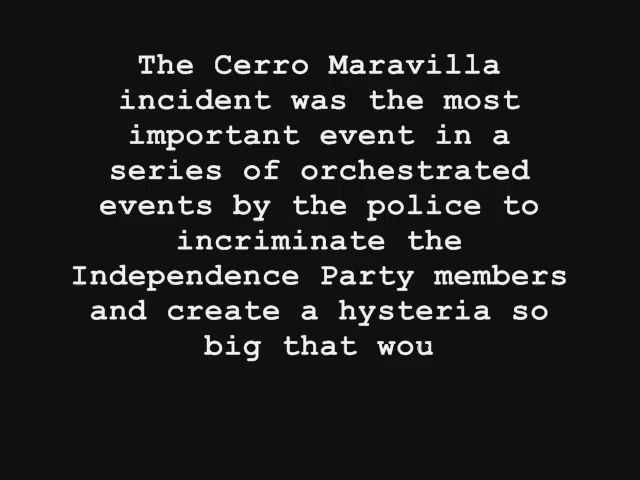 The Cerro Maravilla
incident was the most
important event in a
series of orchestrated
events by the police to
incriminate the
Independence Party members
and create a hysteria so
big that wou